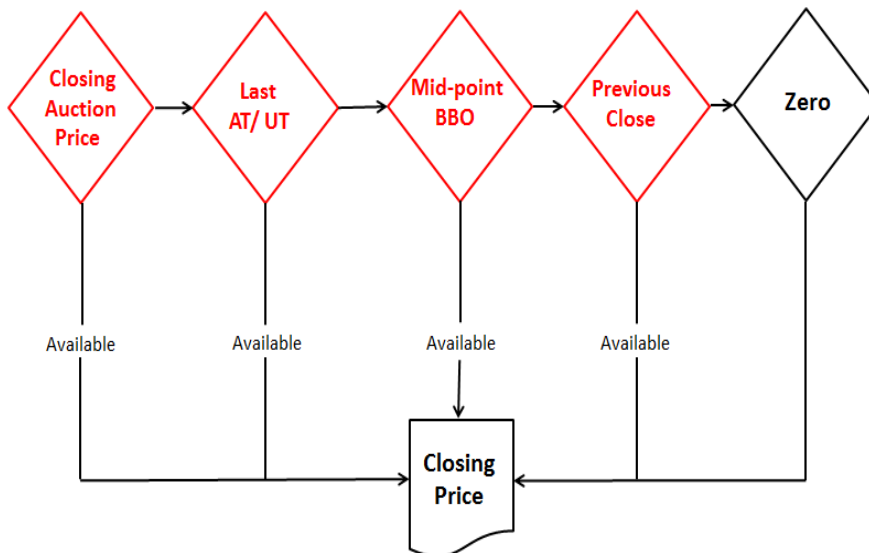 Closing
Auction
Price
Last
AT/ UT
Mid-point
BBO
Previous
Close
Zero
Available
Available
Available
Available
Closing
Price